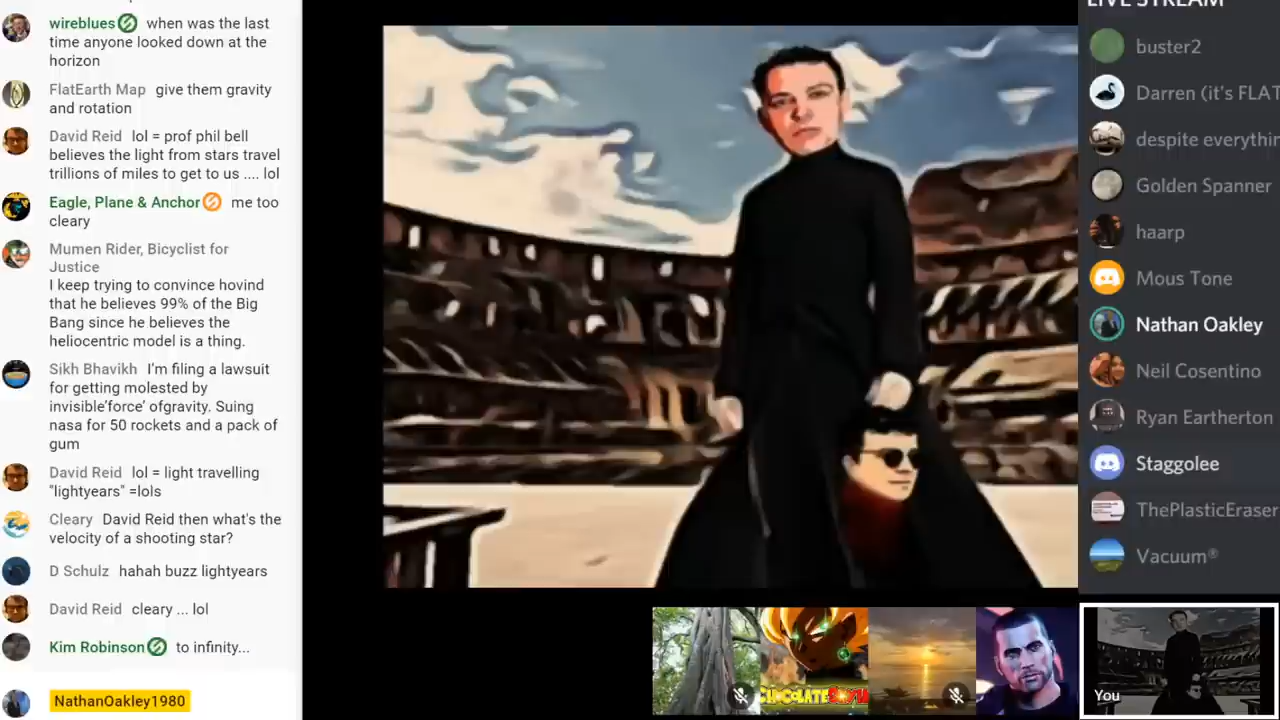 wireblues when was the last
time anyone looked down at the
horizon
FlatEarth Map give them gravity
and rotation
David Reid lol = prof phil bell
believes the light from stars travel
trillions of miles to get to us .... lol
Eagle, Plane & Anchor me too
cleary
Mumen Rider, Bicyclist for
Justice
I keep trying to convince hovind
that he believes 99% of the Big
Bang since he believes the
heliocentric model is a thing.
Sikh Bhavikh I'm filing a lawsuit
for getting molested by
invisible'force' ofgravity. Suing
nasa for 50 rockets and a pack of
gum
David Reid lol = light travelling
"lightyears" =lols
Cleary David Reid then what's the
velocity of a shooting star?
D Schulz hahah buzz lightyears
David Reid cleary ... lol
Kim Robinson to infinity...
NathanOakley1980
LIVE STREAM
buster2
Darren (it's FLAT
despite everythin
Golden Spanner
haarp
Mous Tone
Nathan Oakley
Neil Cosentino
Ryan Eartherton
Staggolee
ThePlasticEraser
Vacuum®
You